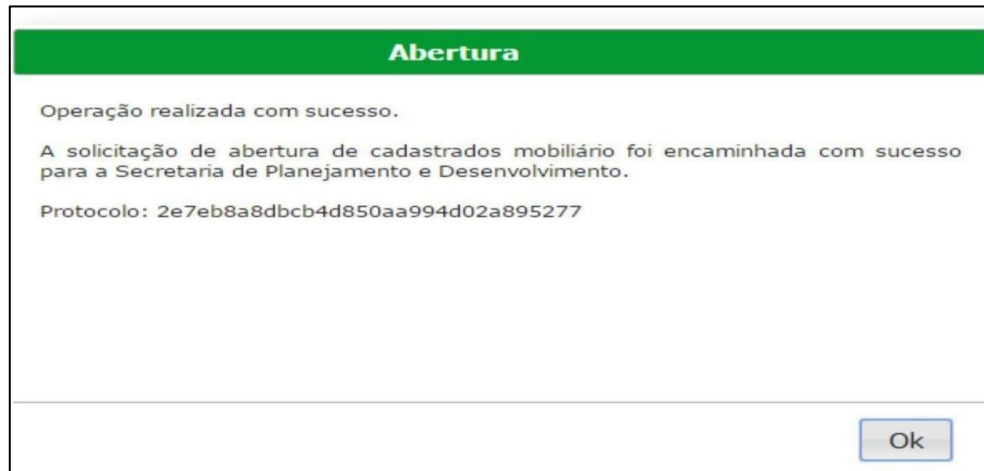 Abertura
Operação realizada com sucesso.
A solicitação de abertura de cadastrados mobiliário foi encaminhada com sucesso
para a Secretaria de Planejamento e Desenvolvimento.
Protocolo: 2e7eb8a8dbcb4d850aa994d02a895277
Ok